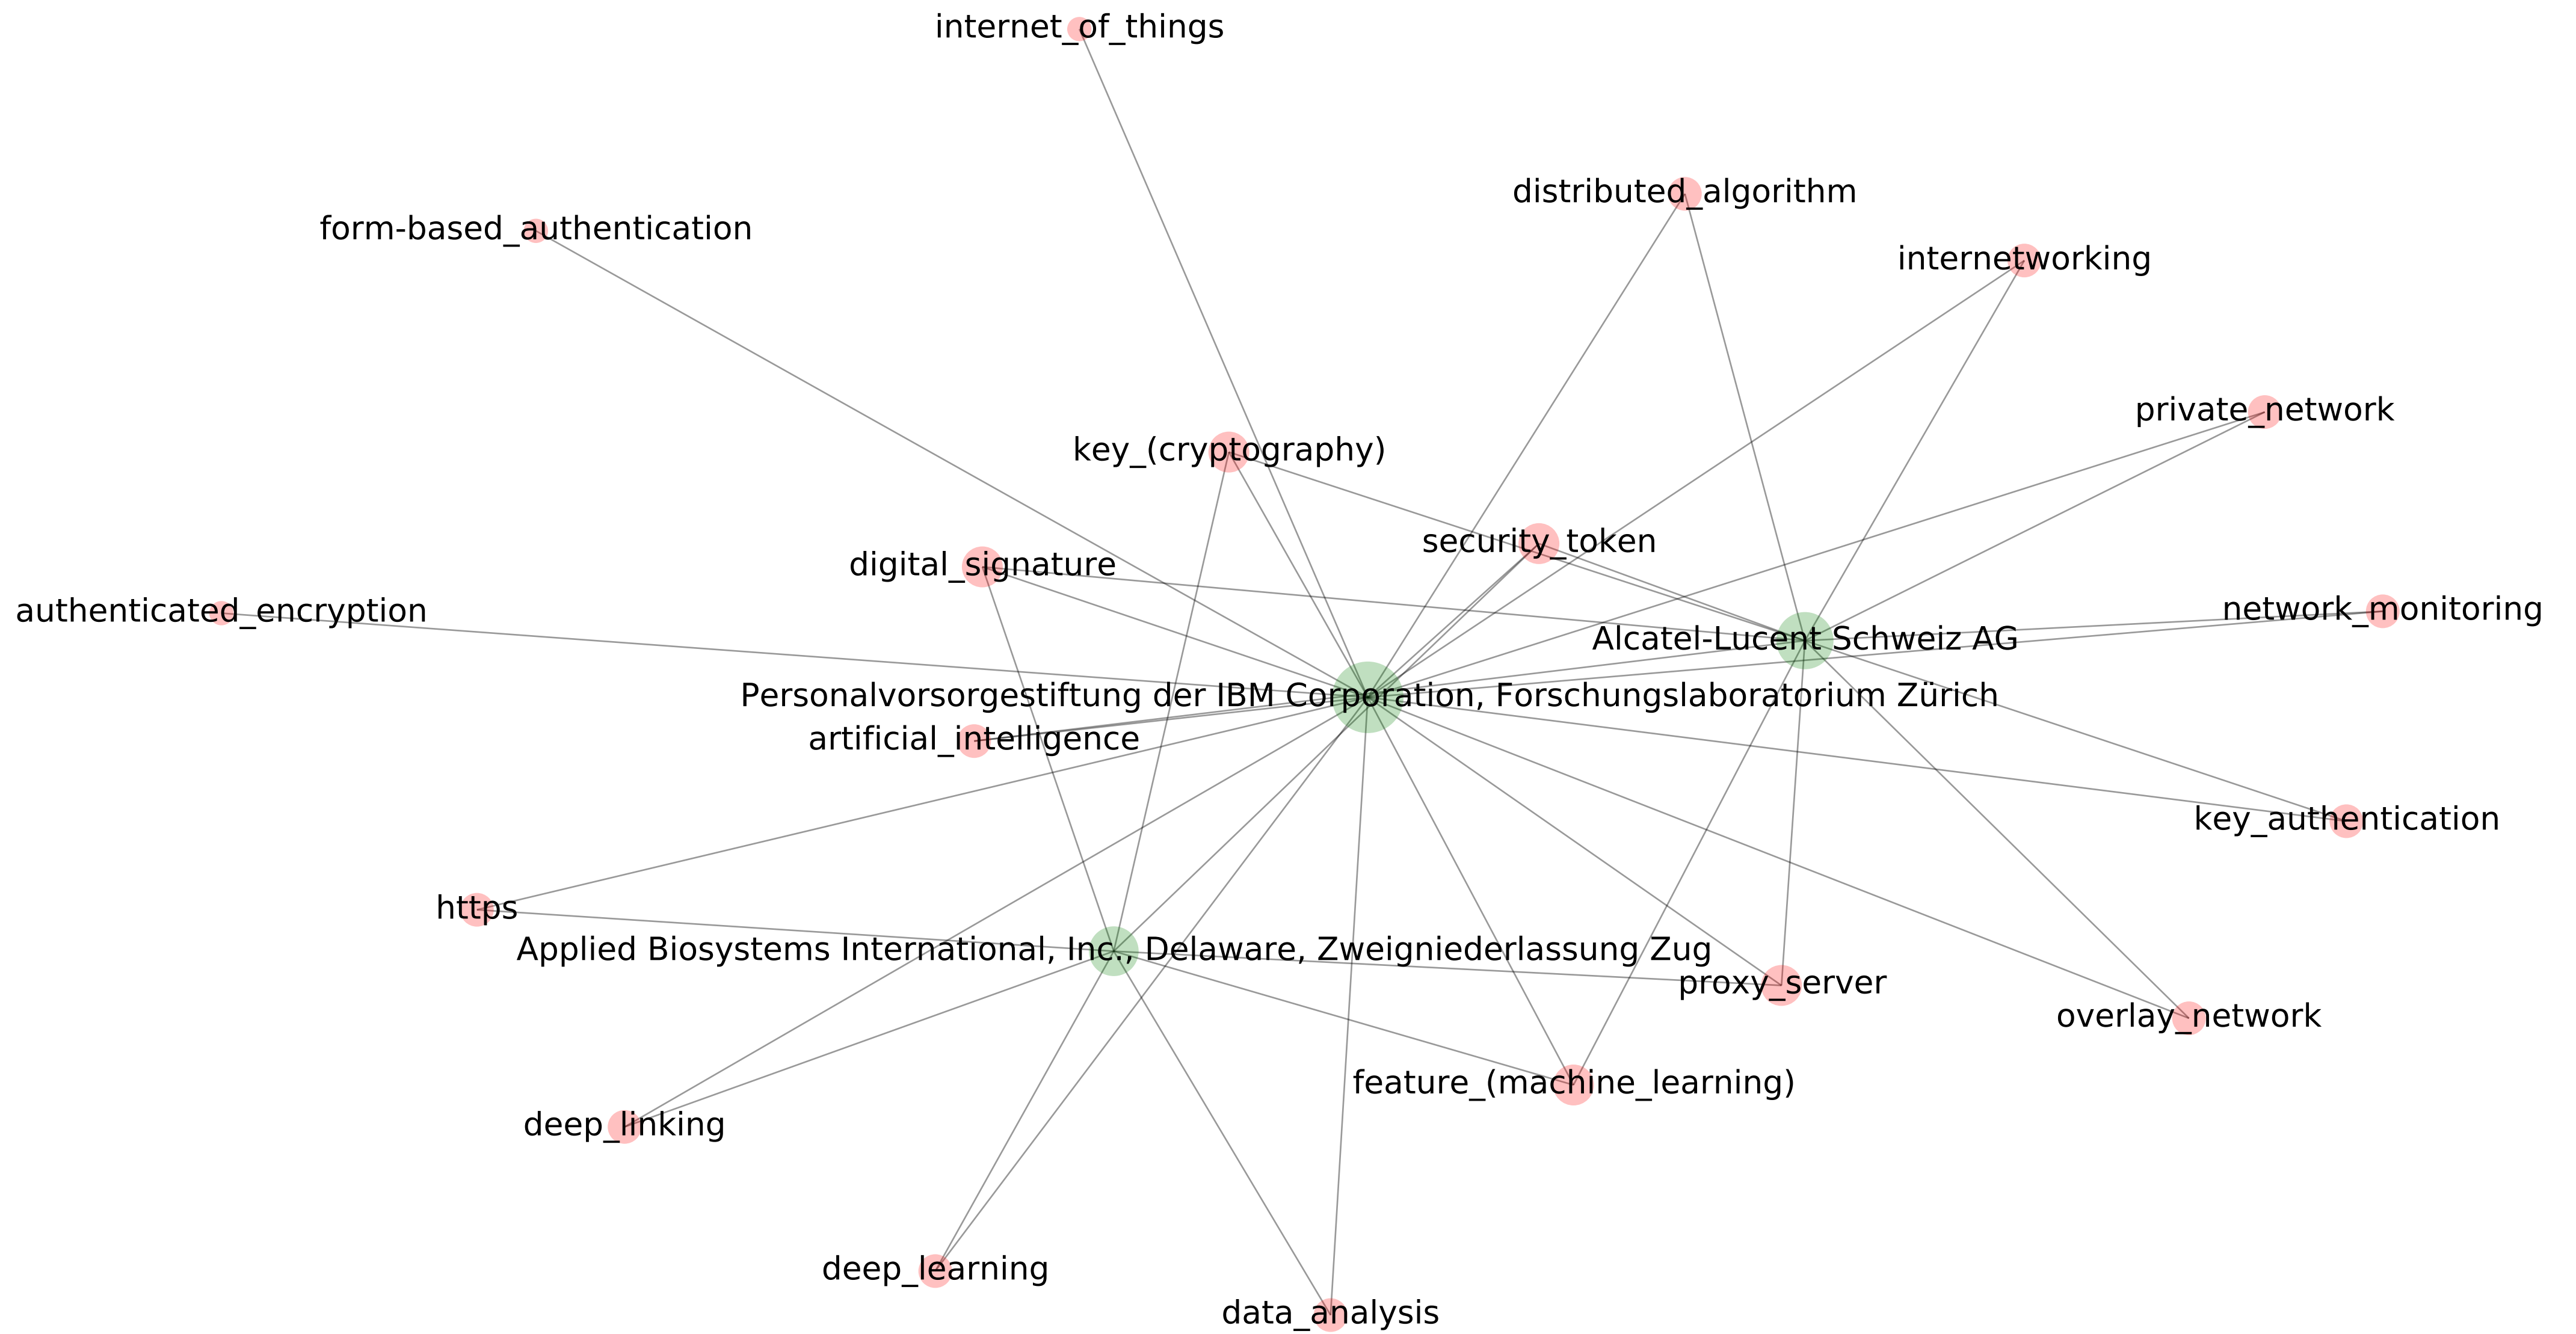 internet_of_things
distributed_algorithm
form-based_authentication
internetworking
private_network
key_(cryptography)
security_token
digital_signature
authenticated_encryption
network_monitoring
Alcatel-Lucent Schweiz AG
Personalvorsorgestiftung der IBM Corporation, Forschungslaboratorium Zürich
artificial_intelligence
key_authentication
https
Applied Biosystems International, Inc., Delaware, Zweigniederlassung Zug
proxy_server
overlay_network
feature_(machine_learning)
deep_linking
deep_learning
data_analysis